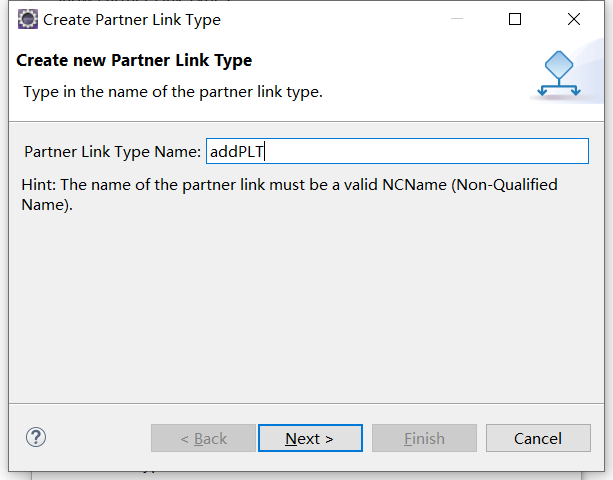 Create Partner Link Type
Create new Partner Link Type
Type in the name of the partner link type.
Partner Link Type Name: addPLT
Hint: The name of the partner link must be a valid NCName (Non-Qualified
Name).
< Back
Next >
Finish
Cancel